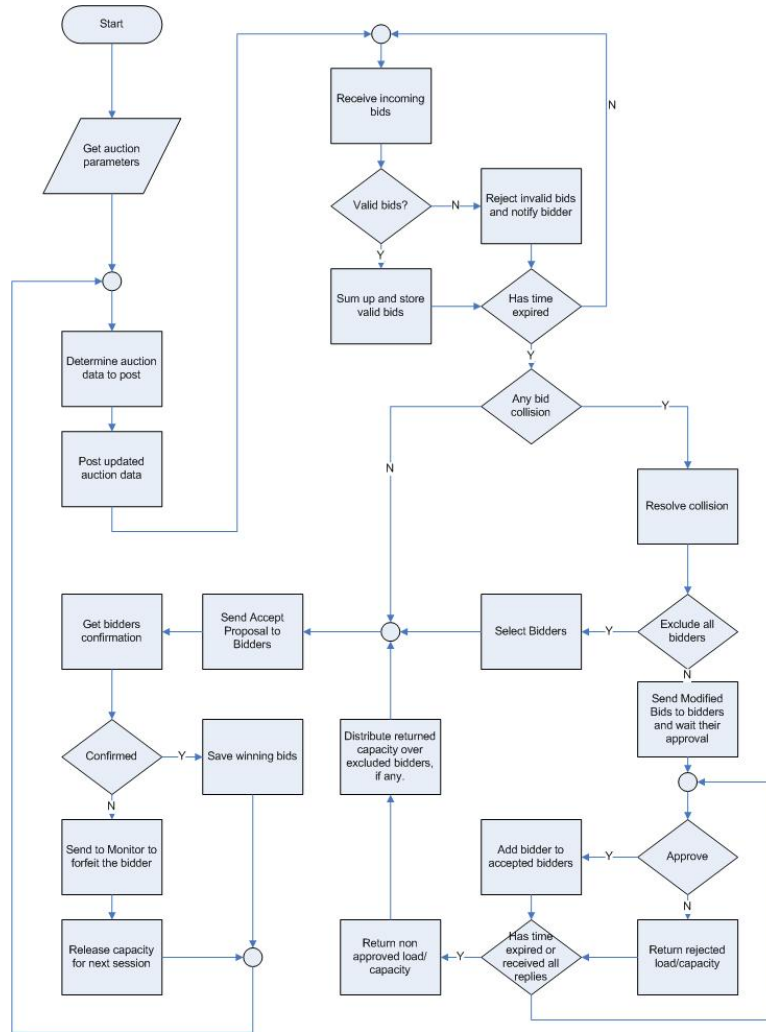 Start
Get auction
parameters
Determine auction
data to post
Post updated
auction data
Receive incoming
bids
N
Valid bids?
N
Reject invalid bids
and notify bidder
Y
Sum up and store
valid bids
Has time
expired
Y
Any bid
collision
Y
N
Resolve collision
Exclude all
bidders
Y
Select Bidders
N
Send Accept
Proposal to
Bidders
Get bidders
confirmation
Send Modified
Bids to bidders
and wait their
approval
Confirmed
Y
Save winning bids
N
Distribute returned
capacity over
excluded bidders,
if any.
Send to Monitor to
forfeit the bidder
Release capacity
for next session
Approve
Y
Add bidder to
accepted bidders
N
Return rejected
load/capacity
Has time
expired or
received all
replies
Y
Return non
approved load/
capacity